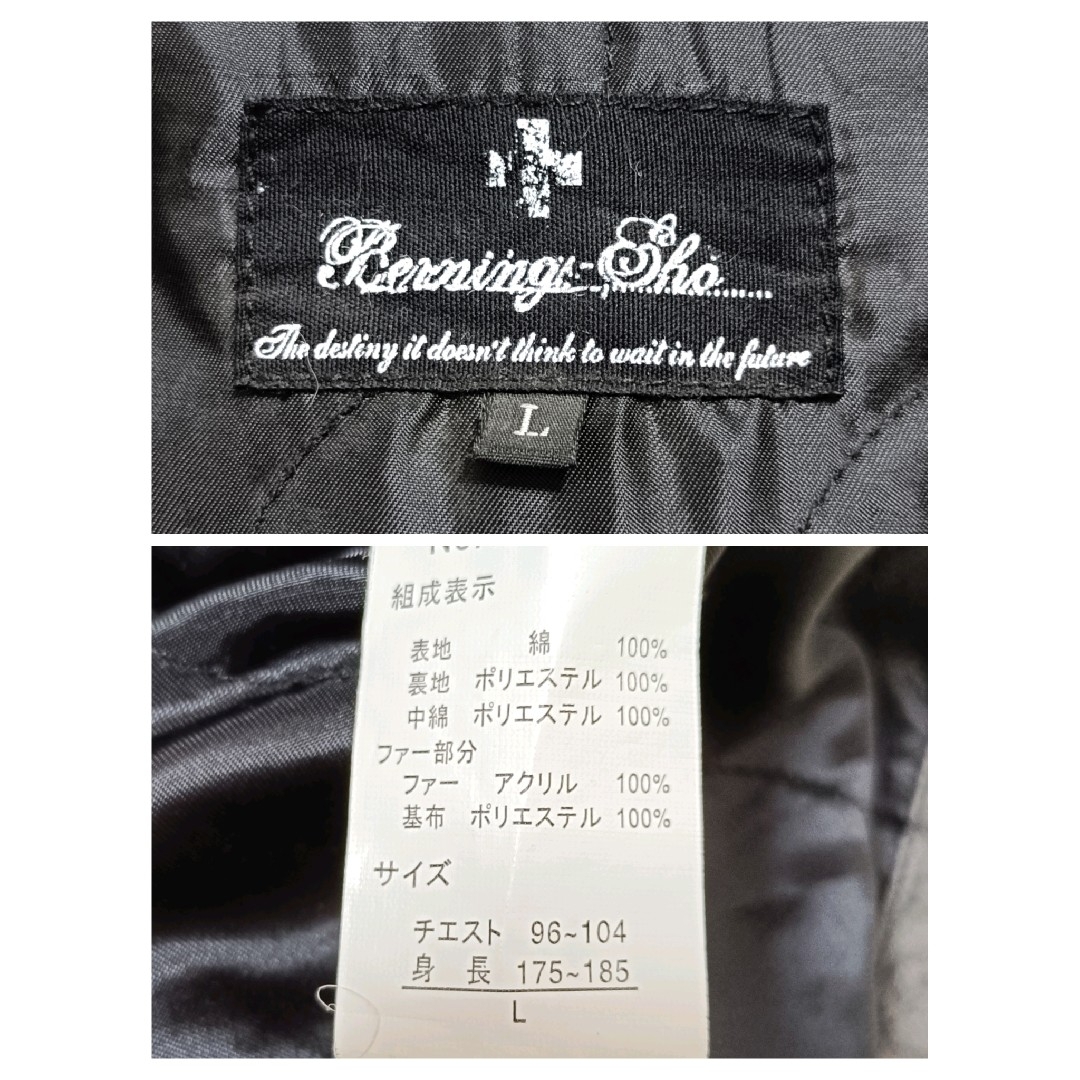 Renning-Sho
The destiny it doesn't think to wait in the future
L
組成表示
表地 綿 100%
裏地 ポリエステル 100%
中綿 ポリエステル 100%
ファー部分
ファー アクリル 100%
基布 ポリエステル 100%
サイズ
チエスト 96~104
身 長 175~185
L